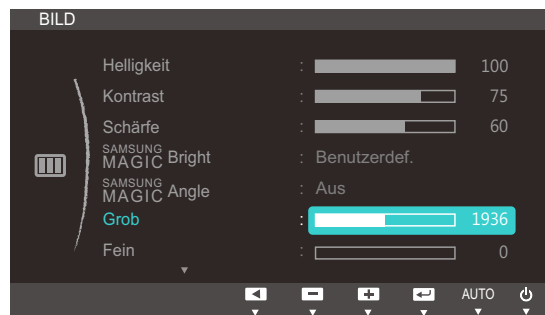 BILD
Helligkeit : 100
Kontrast : 75
Schärfe : 60
SAMSUNG MAGIC Bright : Benutzerdef.
SAMSUNG MAGIC Angle : Aus
Grob : 1936
Fein : 0
AUTO